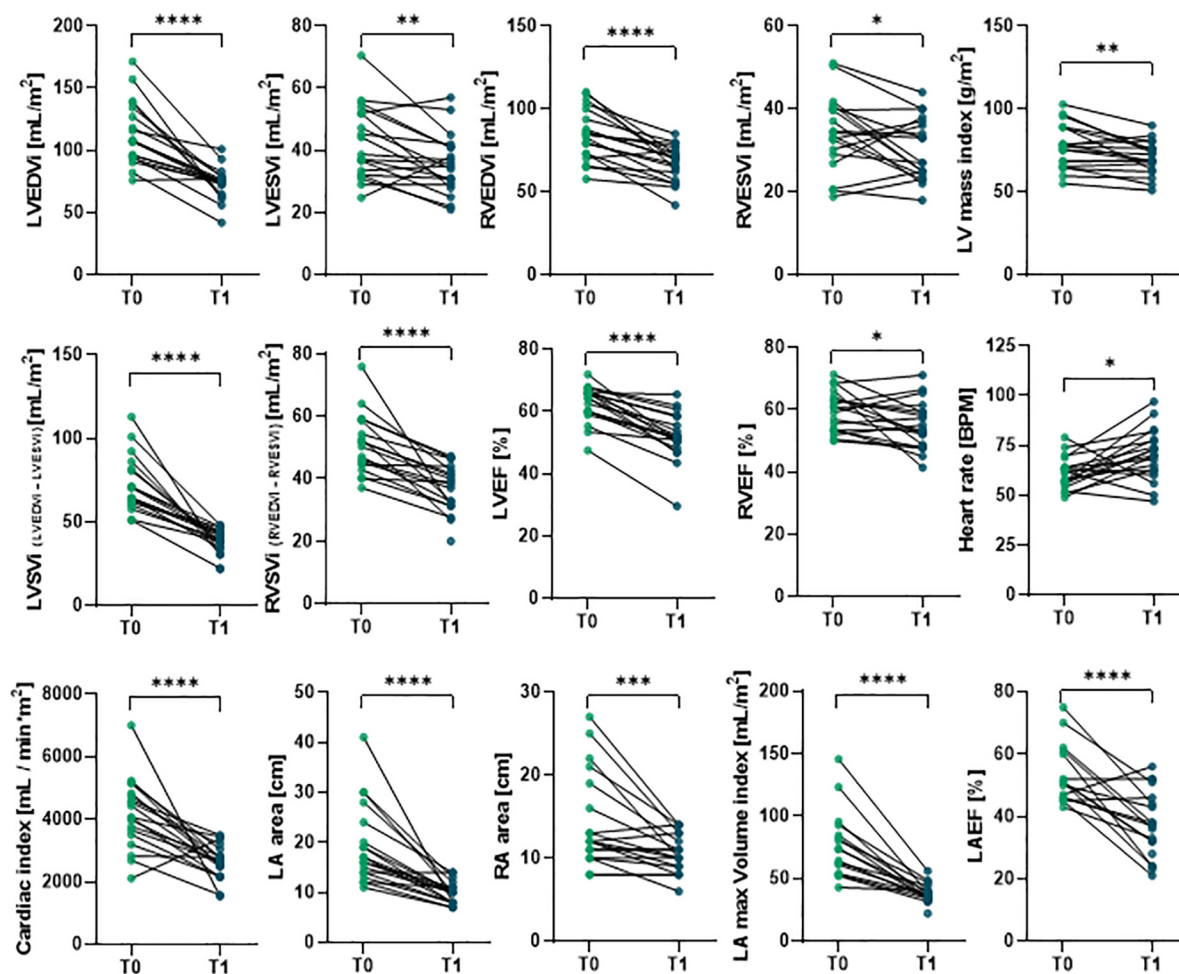 ****
LVEDVi [mL/m²]
200
150
100
50
0
T0 T1
**
LVESVi [mL/m²]
80
60
40
20
0
T0 T1
****
RVEDVi [mL/m²]
150
100
50
0
T0 T1
*
RVESVi [mL/m²]
60
40
20
0
T0 T1
**
LV mass index [g/m²]
150
100
50
0
T0 T1
****
LVSVi (LVEDVi - LVESVi) [mL/m²]
150
100
50
0
T0 T1
****
RVSVi (RVEDVi - RVESVi) [mL/m²]
80
60
40
20
0
T0 T1
****
LVEF [%]
80
60
40
20
0
T0 T1
*
RVEF [%]
80
60
40
20
0
T0 T1
*
Heart rate [BPM]
125
100
75
50
25
0
T0 T1
****
Cardiac index [mL / min*m²]
8000
6000
4000
2000
0
T0 T1
****
LA area [cm]
50
40
30
20
10
0
T0 T1
***
RA area [cm]
30
20
10
0
T0 T1
****
LA max Volume index [mL/m²]
200
150
100
50
0
T0 T1
****
LAEF [%]
80
60
40
20
0
T0 T1